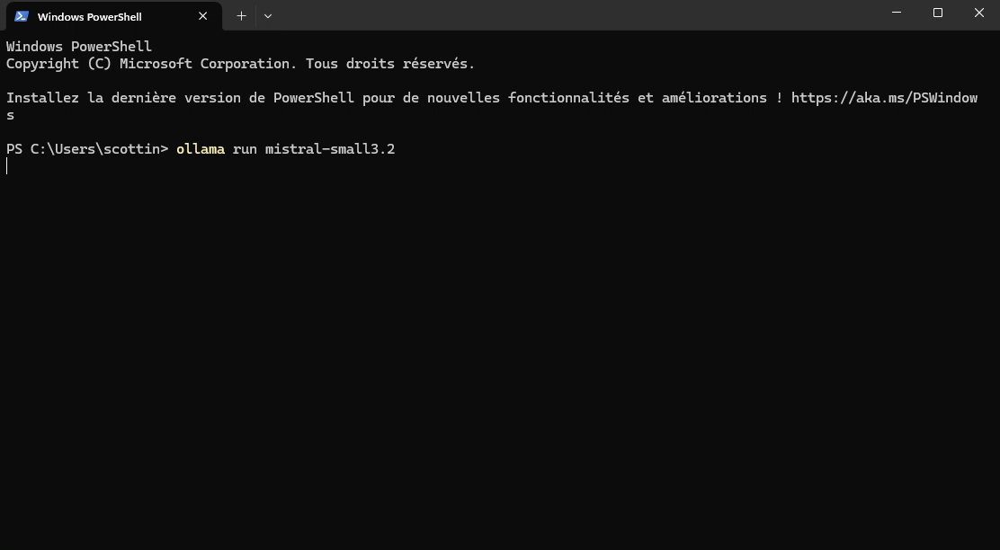 Windows PowerShell
Windows PowerShell
Copyright (C) Microsoft Corporation. Tous droits réservés.
Installez la dernière version de PowerShell pour de nouvelles fonctionnalités et améliorations ! https://aka.ms/PSWindow
s
PS C:\Users\scottin> ollama run mistral-small3.2